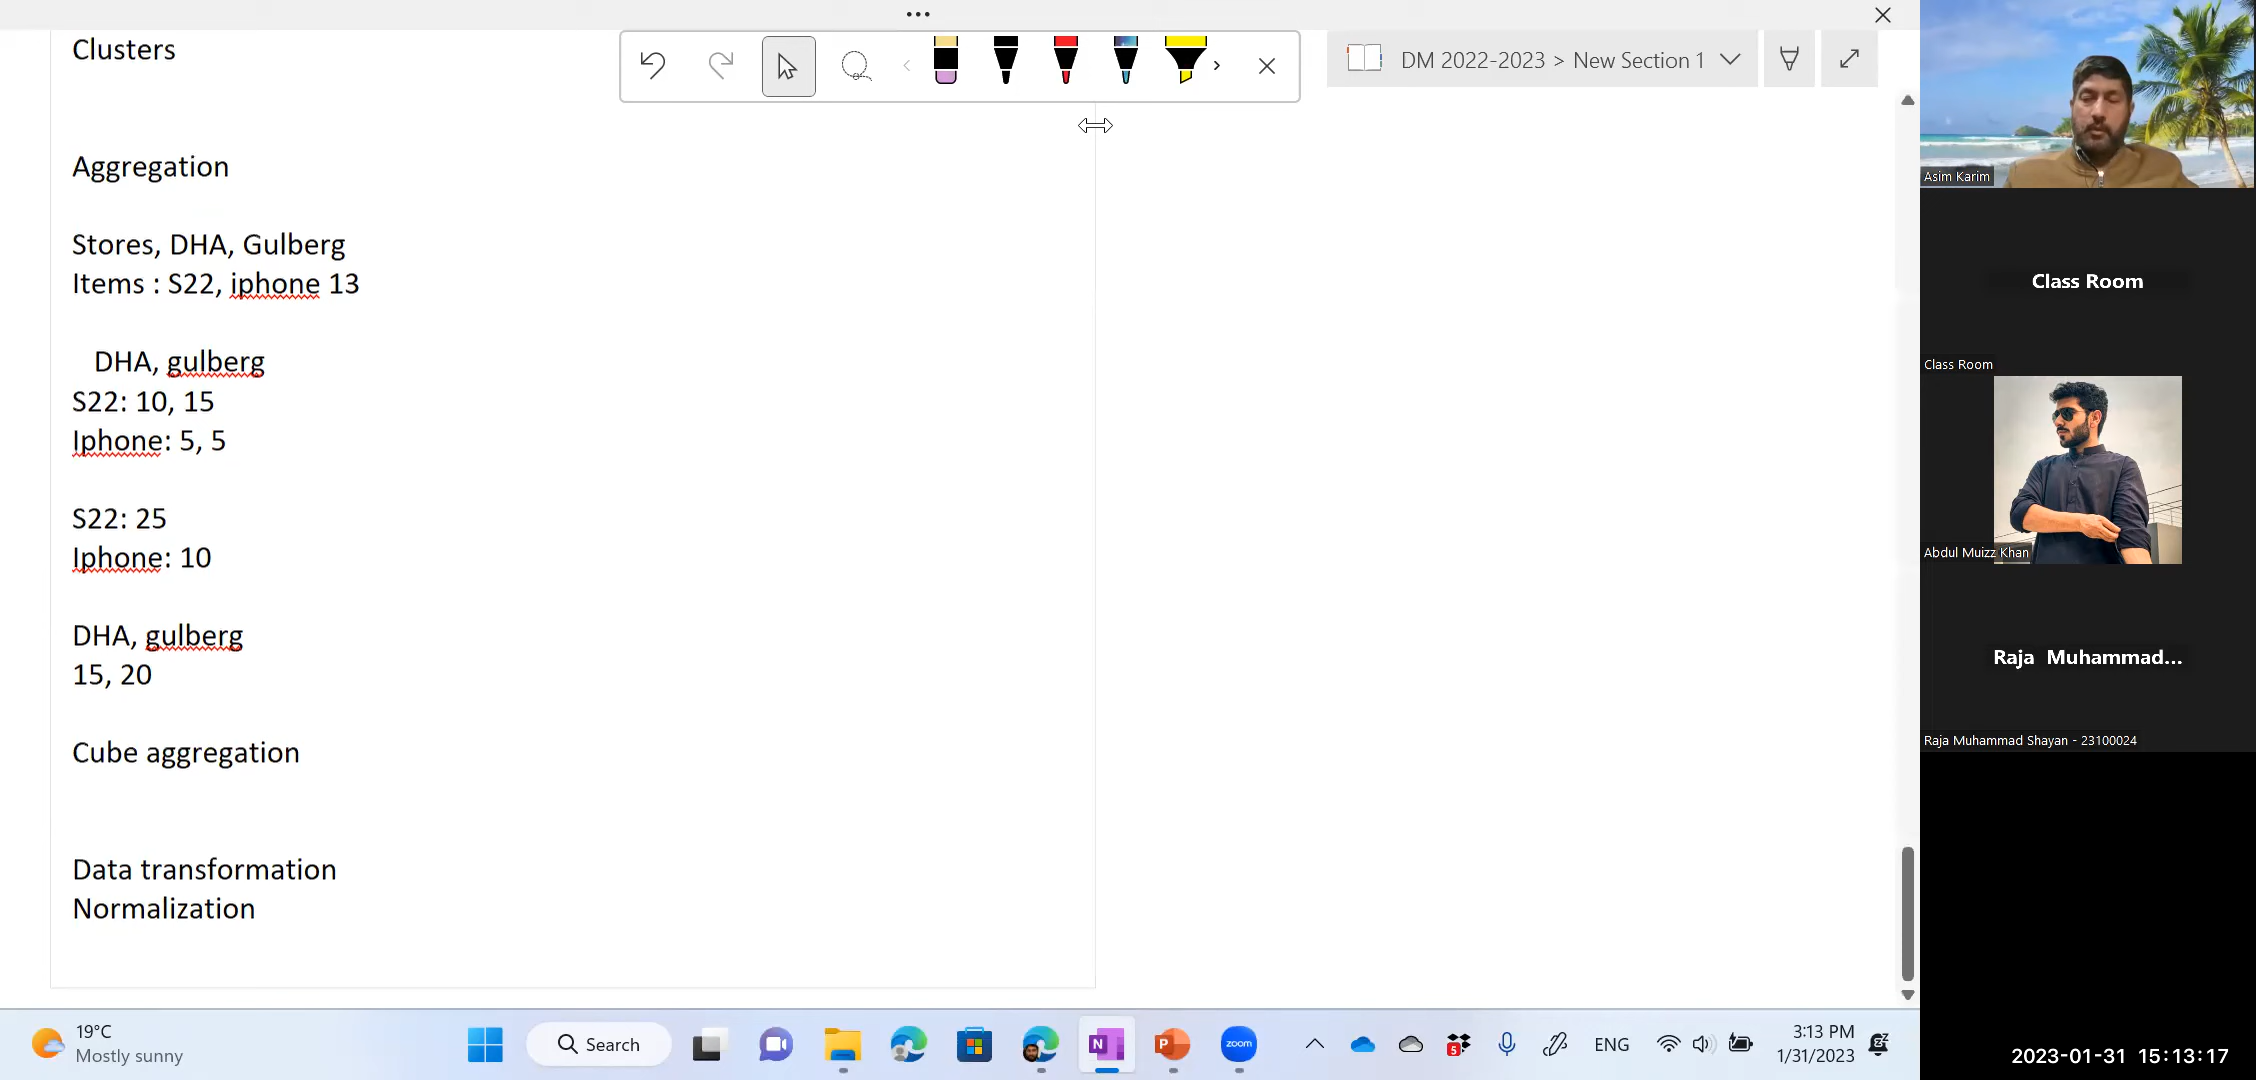 Clusters
Aggregation
Stores, DHA, Gulberg
Items : S22, iphone 13
DHA, gulberg
S22: 10, 15
Iphone: 5, 5
S22: 25
Iphone: 10
DHA, gulberg
15, 20
Cube aggregation
Data transformation
Normalization
DM 2022-2023 > New Section 1
Asim Karim
Class Room
Class Room
Abdul Muizz Khan
Raja Muhammad...
Raja Muhammad Shayan - 23100024
19°C
Mostly sunny
Search
N
P
zoom
5
ENG
3:13 PM
1/31/2023
2023-01-31 15:13:17